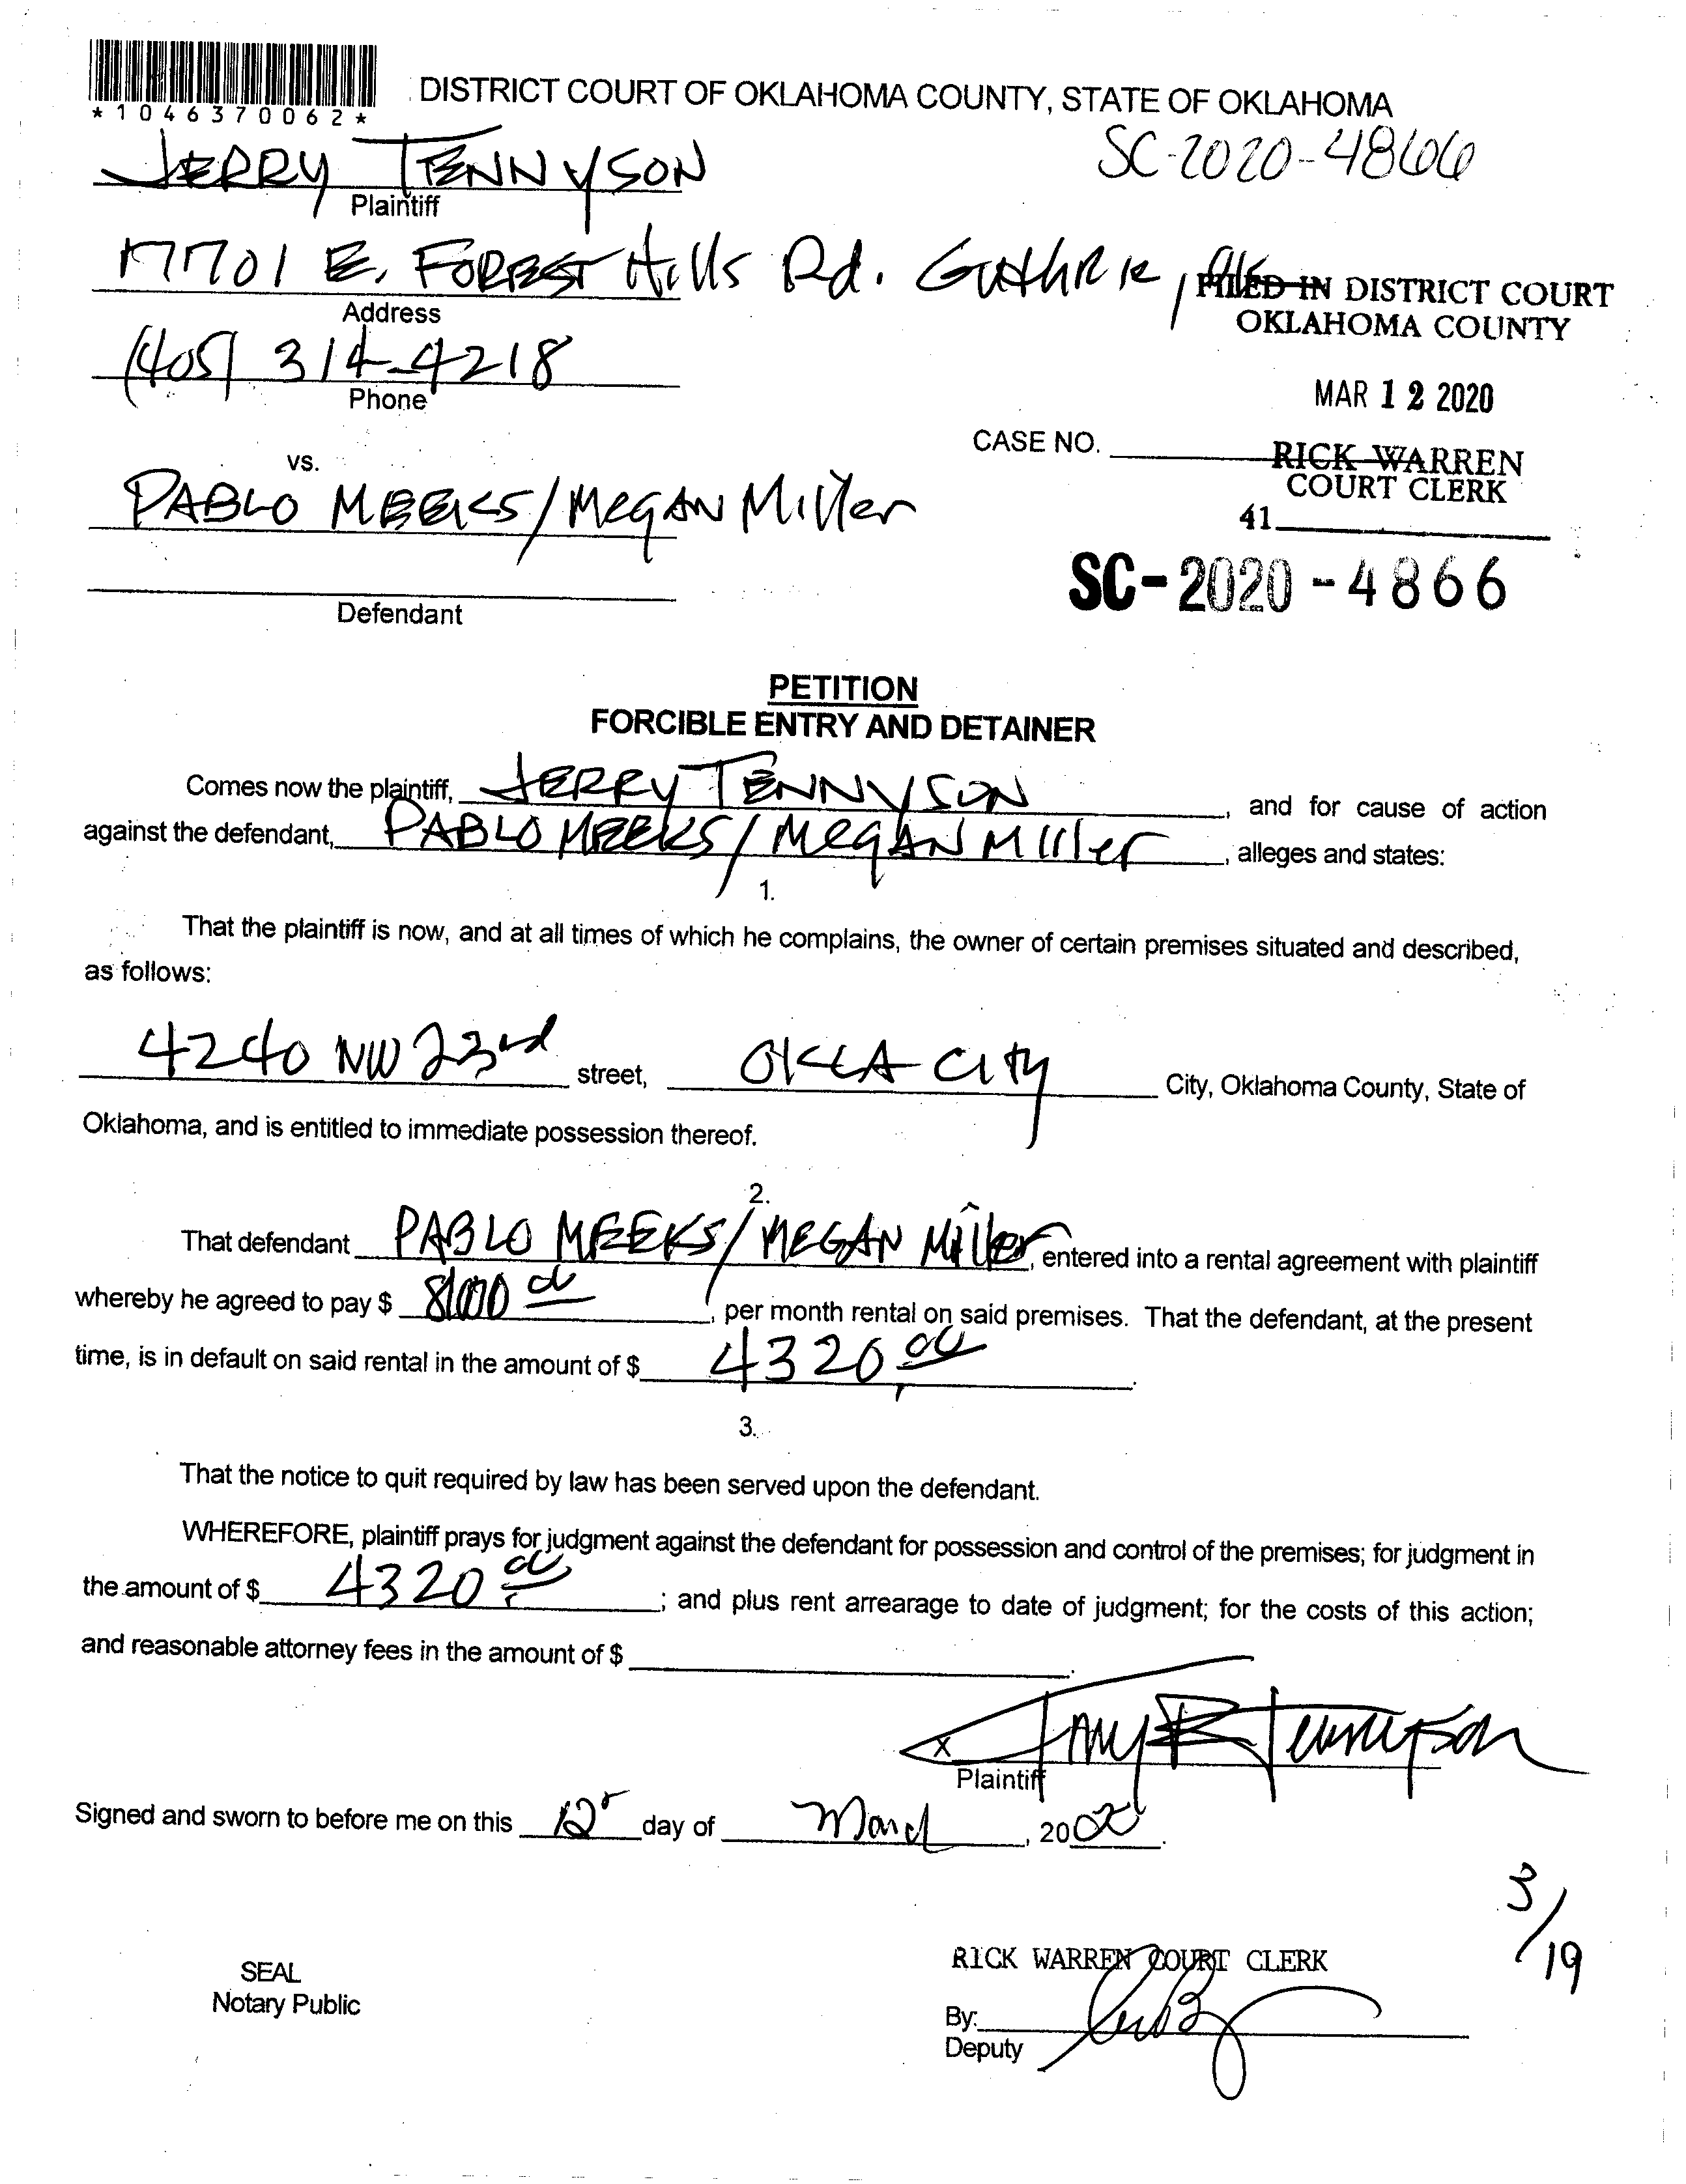 *1046370062*
DISTRICT COURT OF OKLAHOMA COUNTY, STATE OF OKLAHOMA
SC-2020-4866
JERRY TENNYSON
Plaintiff
17701 E. FOREST Hills Rd. GUTHRIE, OK
Address
FILED IN DISTRICT COURT
OKLAHOMA COUNTY
(405) 314-4218
Phone
MAR 12 2020
CASE NO.
RICK WARREN
COURT CLERK
vs.
PABLO MEEKS/MEGAN Miller
41
SC-2020-4866
Defendant
PETITION
FORCIBLE ENTRY AND DETAINER
Comes now the plaintiff, JERRY TENNYSON, and for cause of action
against the defendant, PABLO MEEKS/MEGAN Miller, alleges and states:
1.
That the plaintiff is now, and at all times of which he complains, the owner of certain premises situated and described,
as follows:
4240 NW 23rd street, OKLA City City, Oklahoma County, State of
Oklahoma, and is entitled to immediate possession thereof.
2.
That defendant PABLO MEEKS/MEGAN Miller, entered into a rental agreement with plaintiff
whereby he agreed to pay $ , per month rental on said premises. That the defendant, at the present
time, is in default on said rental in the amount of $ 4320.00.
3.
That the notice to quit required by law has been served upon the defendant.
WHEREFORE, plaintiff prays for judgment against the defendant for possession and control of the premises; for judgment in
the amount of $ 4320.00; and plus rent arrearage to date of judgment; for the costs of this action;
and reasonable attorney fees in the amount of $ .
x Jerry R Tennyson
Plaintiff
Signed and sworn to before me on this 12 day of March, 2020.
3/19
SEAL
Notary Public
RICK WARREN COURT CLERK
By:
Deputy